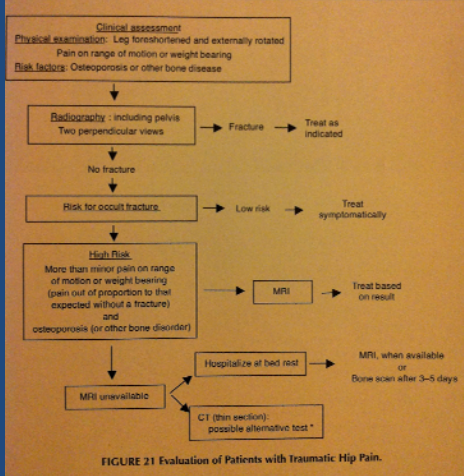 Clinical assessment
Physical examination: Leg foreshortened and externally rotated
Pain on range of motion or weight bearing
Risk factors: Osteoporosis or other bone disease
Radiography : including pelvis
Two perpendicular views
Fracture
Treat as
indicated
No fracture
Risk for occult fracture
Low risk
Treat
symptomatically
High Risk
More than minor pain on range
of motion or weight bearing
(pain out of proportion to that
expected without a fracture)
and
osteoporosis (or other bone disorder)
MRI
Treat based
on result
MRI unavailable
Hospitalize at bed rest
MRI, when available
or
Bone scan after 3–5 days
CT (thin section):
possible alternative test *
FIGURE 21 Evaluation of Patients with Traumatic Hip Pain.